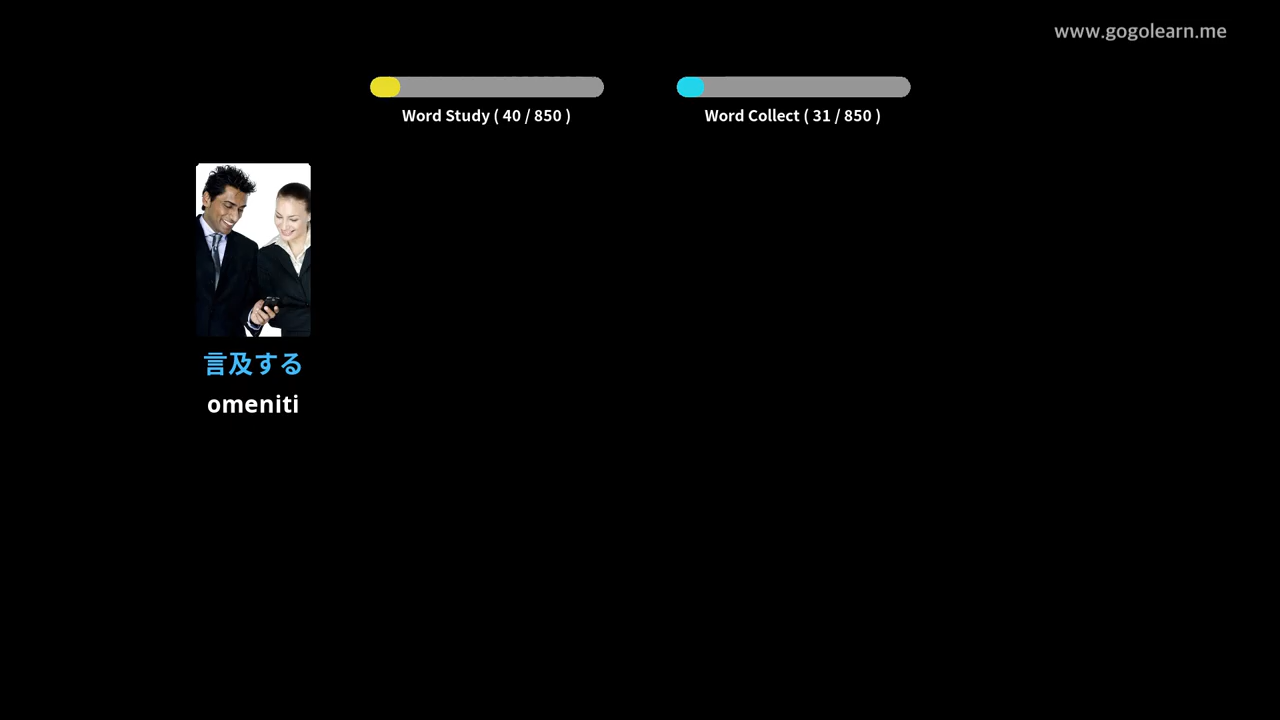 www.gogolearn.me
Word Study ( 40 / 850 )
Word Collect ( 31 / 850 )
言及する
omeniti